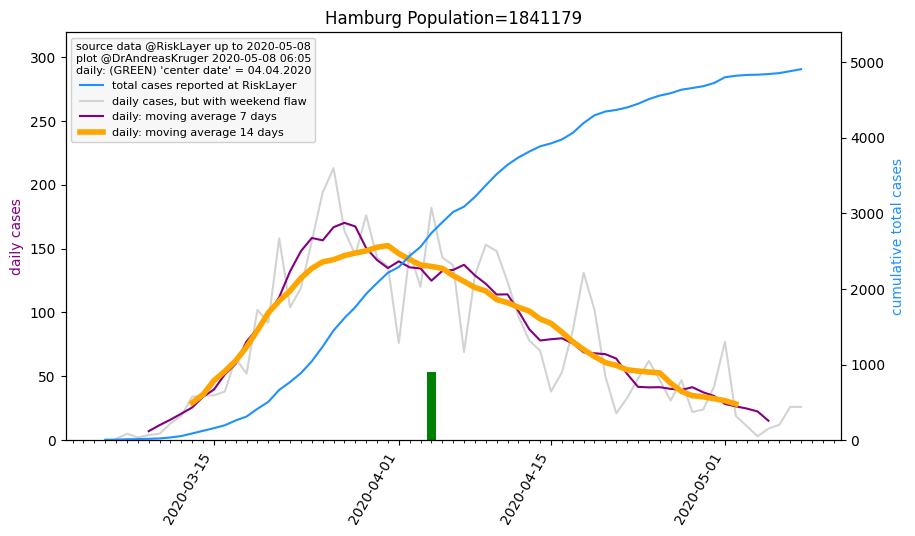 Hamburg Population=1841179
source data @RiskLayer up to 2020-05-08
plot @DrAndreasKruger 2020-05-08 06:05
daily: (GREEN) 'center date' = 04.04.2020
total cases reported at RiskLayer
daily cases, but with weekend flaw
daily: moving average 7 days
daily: moving average 14 days
daily cases
300
250
200
150
100
50
0
5000
4000
3000
2000
1000
0
cumulative total cases
2020-03-15
2020-04-01
2020-04-15
2020-05-01